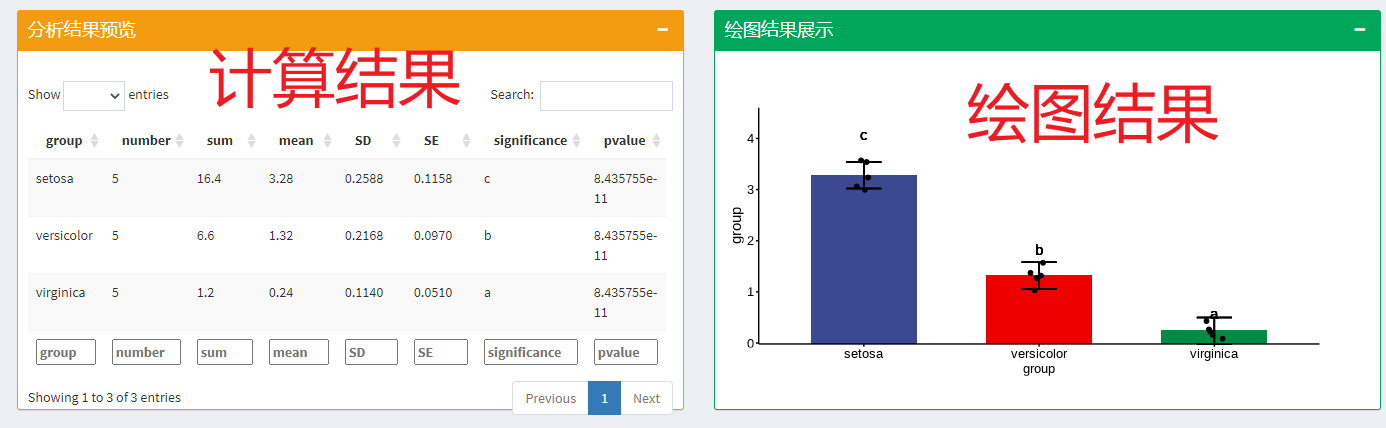 分析结果预览
计算结果
Show entries
Search:
group number sum mean SD SE significance pvalue
setosa 5 16.4 3.28 0.2588 0.1158 c 8.435755e-
11
versicolor 5 6.6 1.32 0.2168 0.0970 b 8.435755e-
11
virginica 5 1.2 0.24 0.1140 0.0510 a 8.435755e-
11
group number sum mean SD SE significance pvalue
Showing 1 to 3 of 3 entries
Previous 1 Next
绘图结果展示
绘图结果
group
4
3
2
1
0
c
b
a
setosa versicolor virginica
group